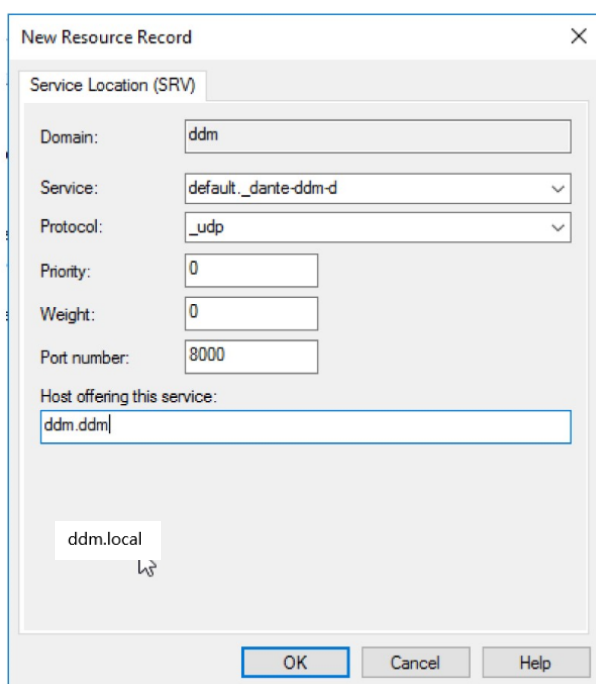 New Resource Record
Service Location (SRV)
Domain: ddm
Service: default._dante-ddm-d
Protocol: _udp
Priority: 0
Weight: 0
Port number: 8000
Host offering this service:
ddm.ddm
ddm.local
OK Cancel Help